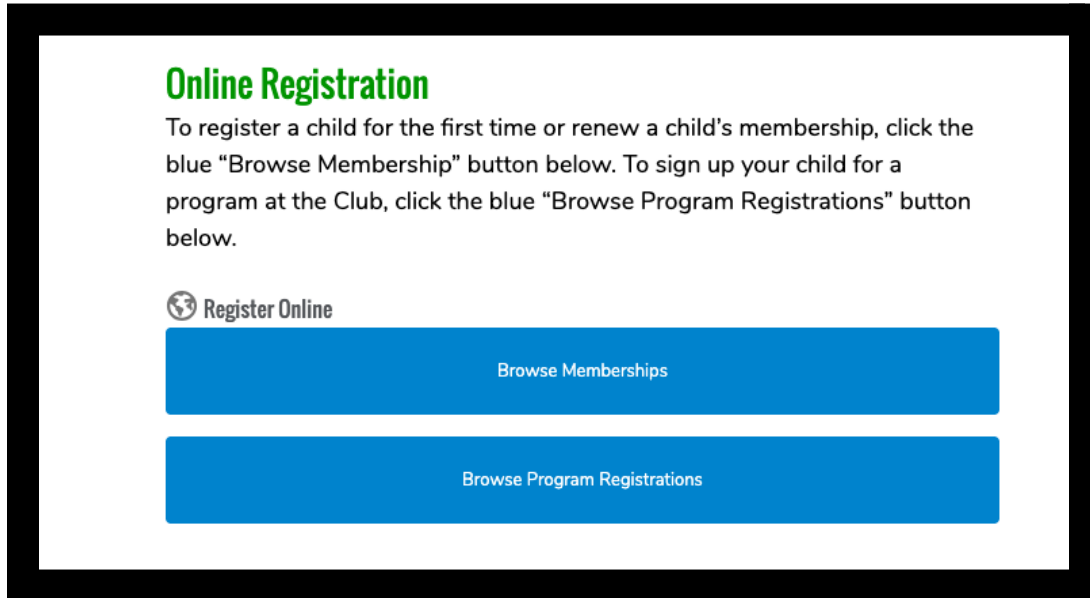 Online Registration
To register a child for the first time or renew a child’s membership, click the
blue “Browse Membership” button below. To sign up your child for a
program at the Club, click the blue “Browse Program Registrations” button
below.
Register Online
Browse Memberships
Browse Program Registrations